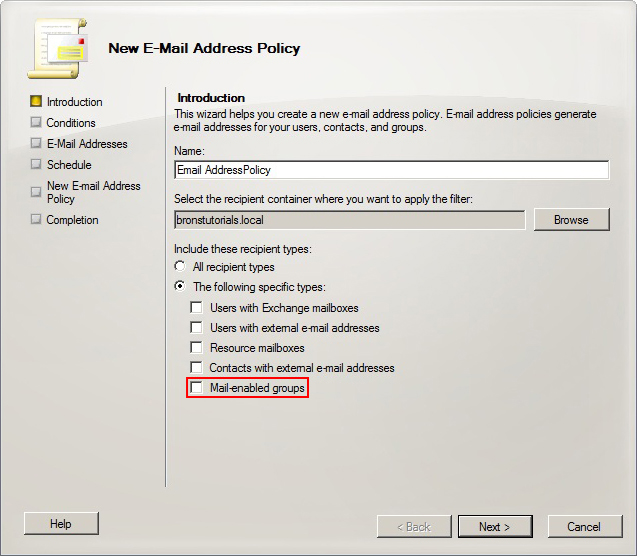 New E-Mail Address Policy
Introduction
Conditions
E-Mail Addresses
Schedule
New E-mail Address
Policy
Completion
Introduction
This wizard helps you create a new e-mail address policy. E-mail address policies generate
e-mail addresses for your users, contacts, and groups.
Name:
Email AddressPolicy
Select the recipient container where you want to apply the filter:
bronstutorials.local
Browse
Include these recipient types:
All recipient types
The following specific types:
Users with Exchange mailboxes
Users with external e-mail addresses
Resource mailboxes
Contacts with external e-mail addresses
Mail-enabled groups
Help
< Back
Next >
Cancel